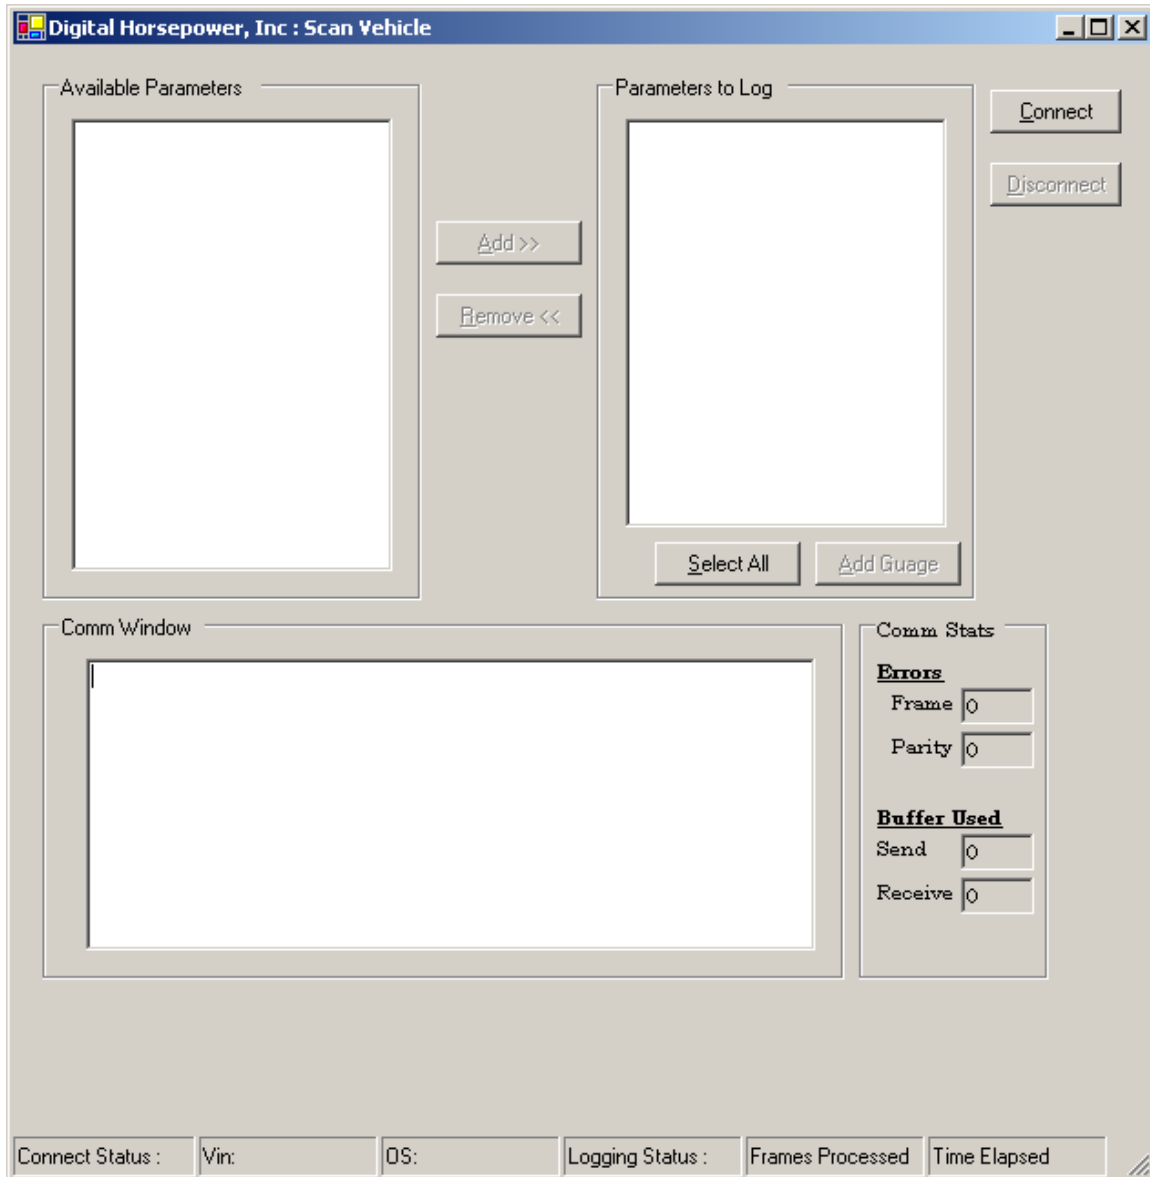 Digital Horsepower, Inc : Scan Vehicle
Available Parameters
Parameters to Log
Connect
Disconnect
Add >>
Remove <<
Select All
Add Guage
Comm Window
Comm Stats
Errors
Frame 0
Parity 0
Buffer Used
Send 0
Receive 0
Connect Status : Vin: OS: Logging Status : Frames Processed Time Elapsed